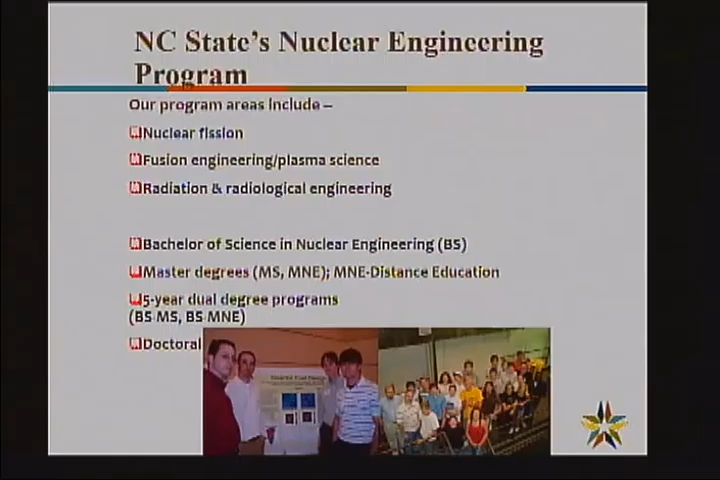 NC State's Nuclear Engineering
Program
Our program areas include –
Nuclear fission
Fusion engineering/plasma science
Radiation & radiological engineering
Bachelor of Science in Nuclear Engineering (BS)
Master degrees (MS, MNE); MNE-Distance Education
5-year dual degree programs
(BS-MS, BS-MNE)
Doctoral